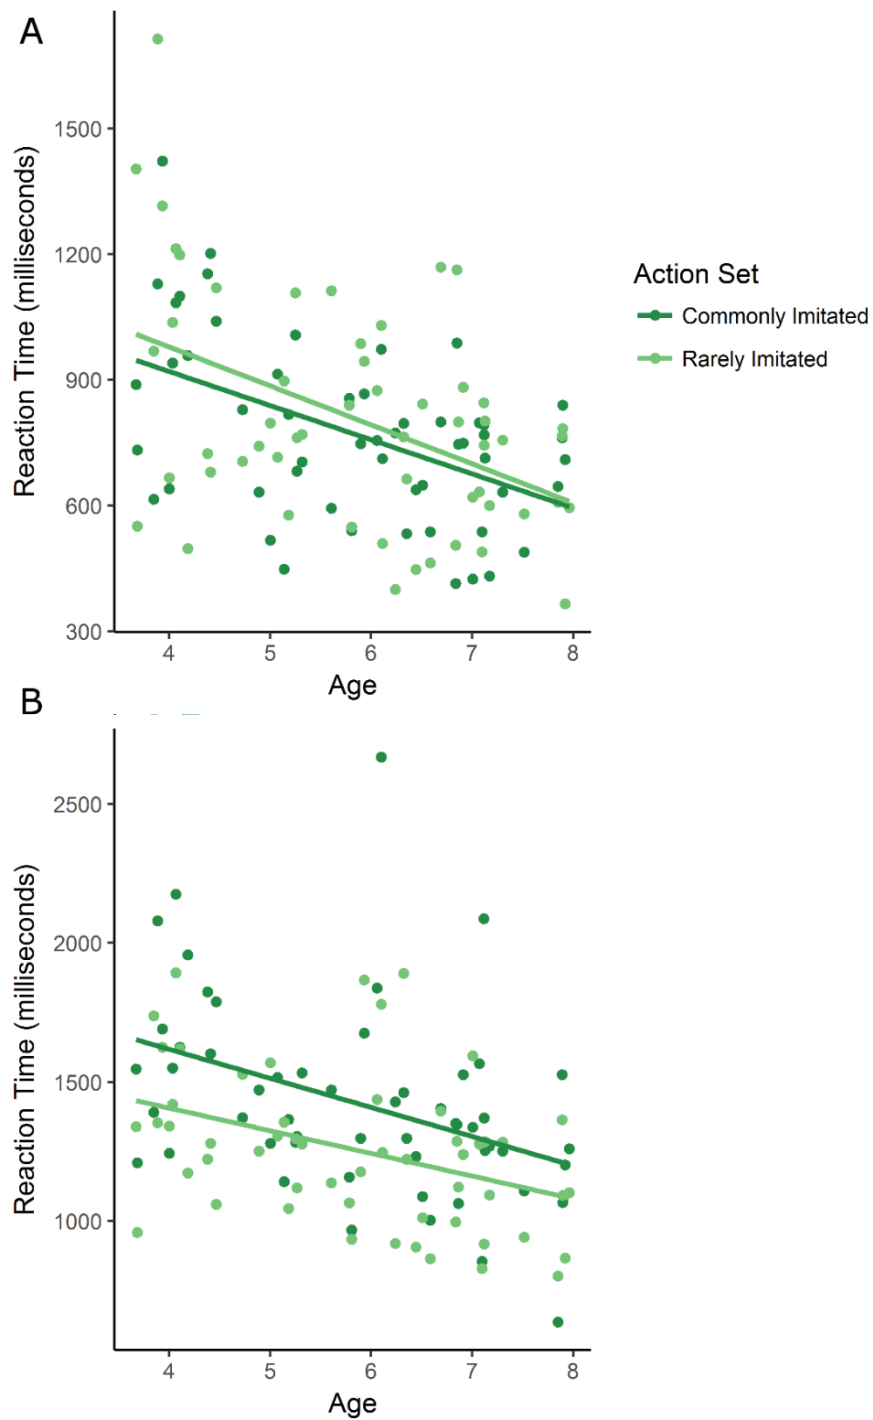 A
Reaction Time (milliseconds)
1500
1200
900
600
300
4 5 6 7 8
Age
Action Set
Commonly Imitated
Rarely Imitated
B
Reaction Time (milliseconds)
2500
2000
1500
1000
4 5 6 7 8
Age